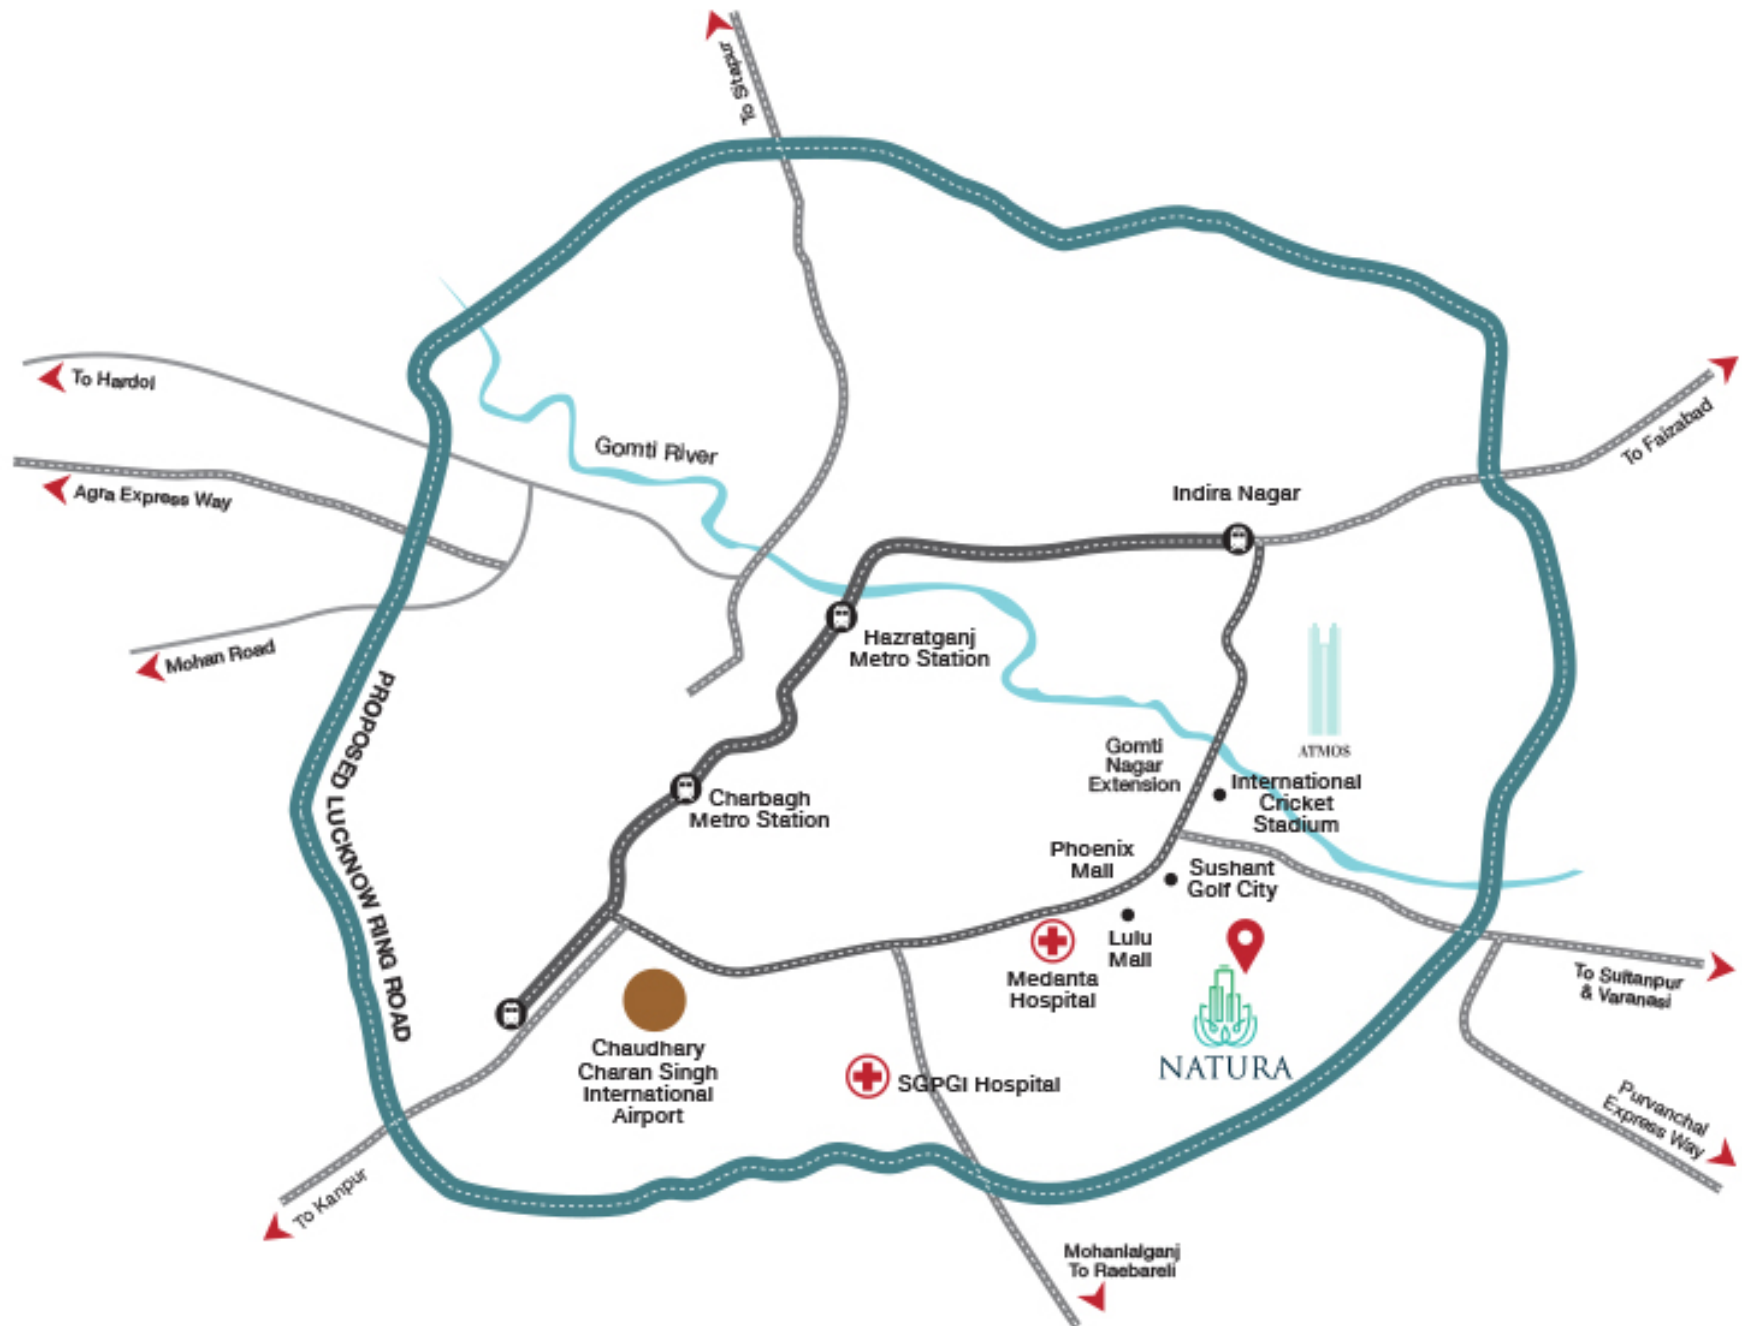 To Sitapur
To Hardoi
Agra Express Way
Gomti River
To Faizabad
Indira Nagar
Hazratganj
Metro Station
Mohan Road
PROPOSED LUCKNOW RING ROAD
ATMOS
Gomti
Nagar
Extension
International
Cricket
Stadium
Charbagh
Metro Station
Phoenix
Mall
Sushant
Golf City
Lulu
Mall
Medanta
Hospital
To Sultanpur
& Varanasi
Chaudhary
Charan Singh
International
Airport
SGPGI Hospital
NATURA
Purvanchal
Express Way
To Kanpur
Mohanlalganj
To Raebareli